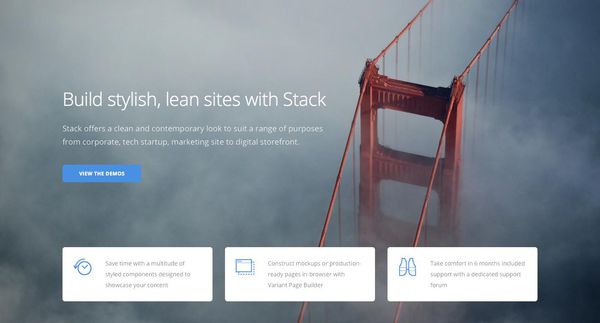 Build stylish, lean sites with Stack
Stack offers a clean and contemporary look to suit a range of purposes
from corporate, tech startup, marketing site to digital storefront.
VIEW THE DEMOS
Save time with a multitude of
styled components designed to
showcase your content
Construct mockups or production-
ready pages in-browser with
Variant Page Builder
Take comfort in 6 months included
support with a dedicated support
forum